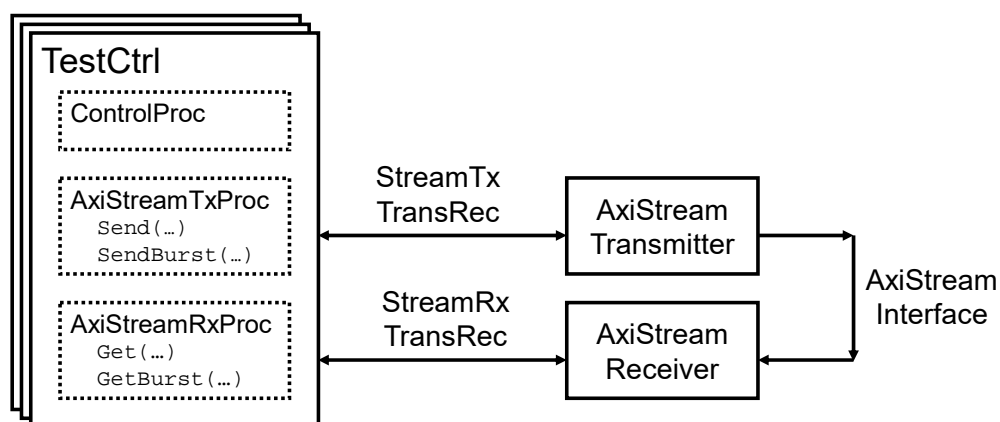 TestCtrl
ControlProc
AxiStreamTxProc
Send(…)
SendBurst(…)
AxiStreamRxProc
Get(…)
GetBurst(…)
StreamTx
TransRec
StreamRx
TransRec
AxiStream
Transmitter
AxiStream
Receiver
AxiStream
Interface